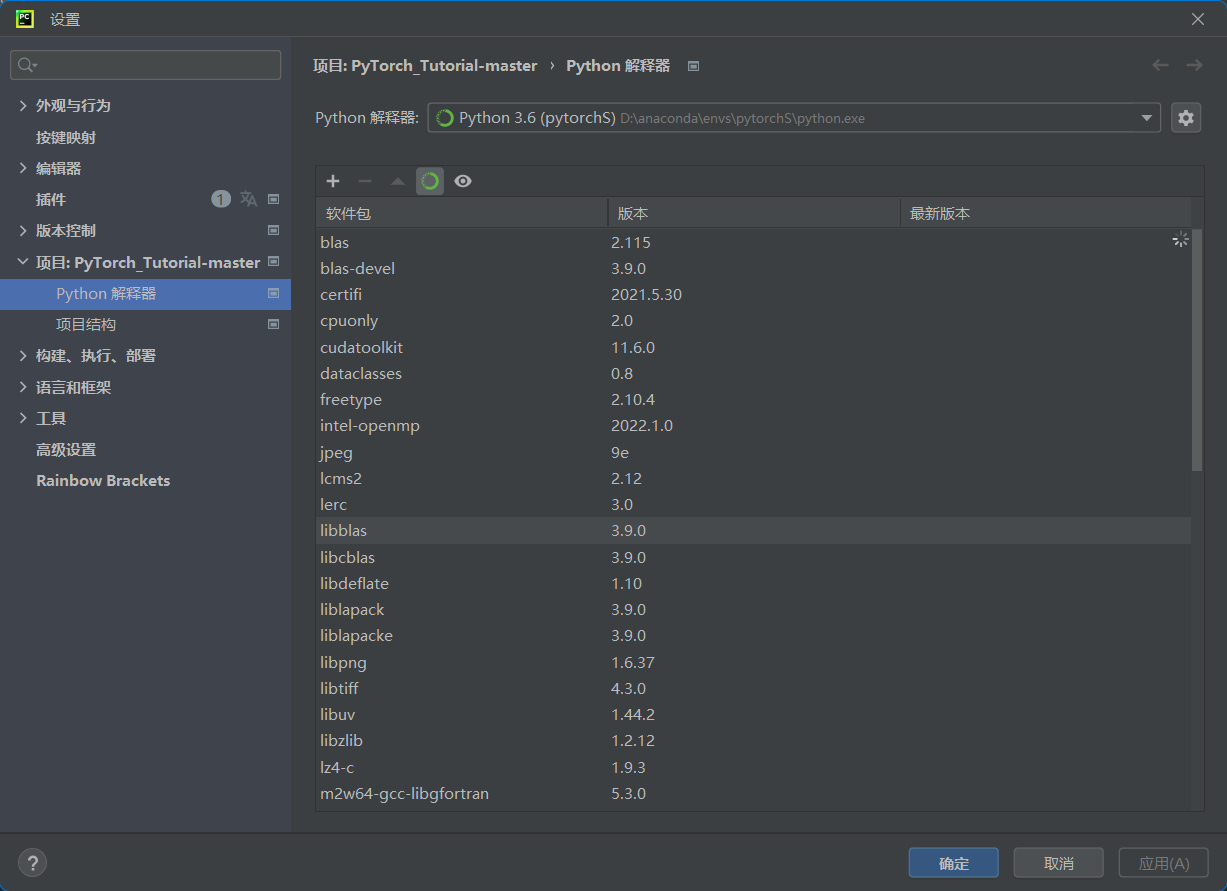 PC
设置
外观与行为
按键映射
编辑器
插件
1
版本控制
项目: PyTorch_Tutorial-master
Python 解释器
项目结构
构建、执行、部署
语言和框架
工具
高级设置
Rainbow Brackets
项目: PyTorch_Tutorial-master › Python 解释器
Python 解释器: Python 3.6 (pytorchS) D:\anaconda\envs\pytorchS\python.exe
软件包 版本 最新版本
blas 2.115
blas-devel 3.9.0
certifi 2021.5.30
cpuonly 2.0
cudatoolkit 11.6.0
dataclasses 0.8
freetype 2.10.4
intel-openmp 2022.1.0
jpeg 9e
lcms2 2.12
lerc 3.0
libblas 3.9.0
libcblas 3.9.0
libdeflate 1.10
liblapack 3.9.0
liblapacke 3.9.0
libpng 1.6.37
libtiff 4.3.0
libuv 1.44.2
libzlib 1.2.12
lz4-c 1.9.3
m2w64-gcc-libgfortran 5.3.0
? 确定 取消 应用(A)